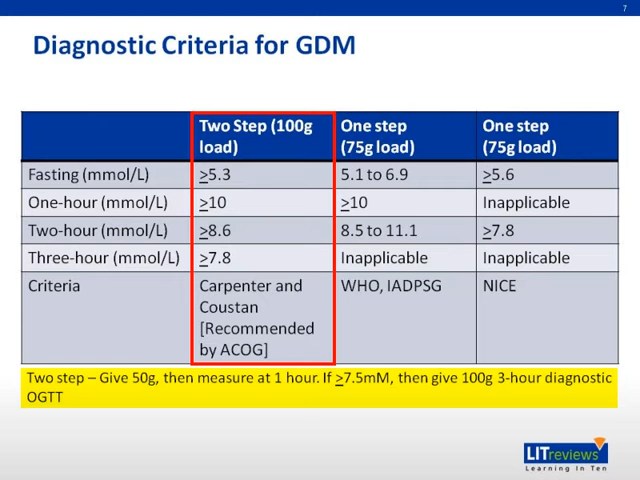 7
Diagnostic Criteria for GDM
Two Step (100g load) One step (75g load) One step (75g load)
Fasting (mmol/L) ≥5.3 5.1 to 6.9 ≥5.6
One-hour (mmol/L) ≥10 ≥10 Inapplicable
Two-hour (mmol/L) ≥8.6 8.5 to 11.1 ≥7.8
Three-hour (mmol/L) ≥7.8 Inapplicable Inapplicable
Criteria Carpenter and Coustan [Recommended by ACOG] WHO, IADPSG NICE
Two step – Give 50g, then measure at 1 hour. If ≥7.5mM, then give 100g 3-hour diagnostic
OGTT
LITreviews
Learning In Ten